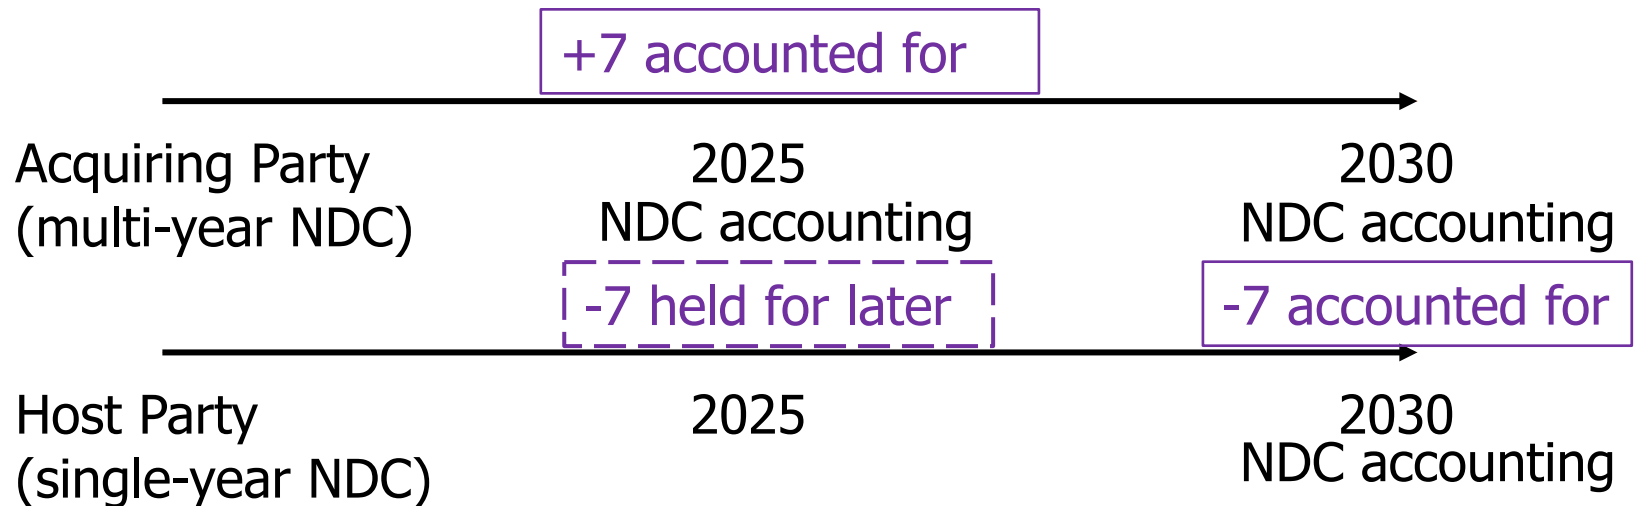 +7 accounted for
Acquiring Party
(multi-year NDC)
2025
NDC accounting
2030
NDC accounting
-7 held for later
-7 accounted for
Host Party
(single-year NDC)
2025
2030
NDC accounting